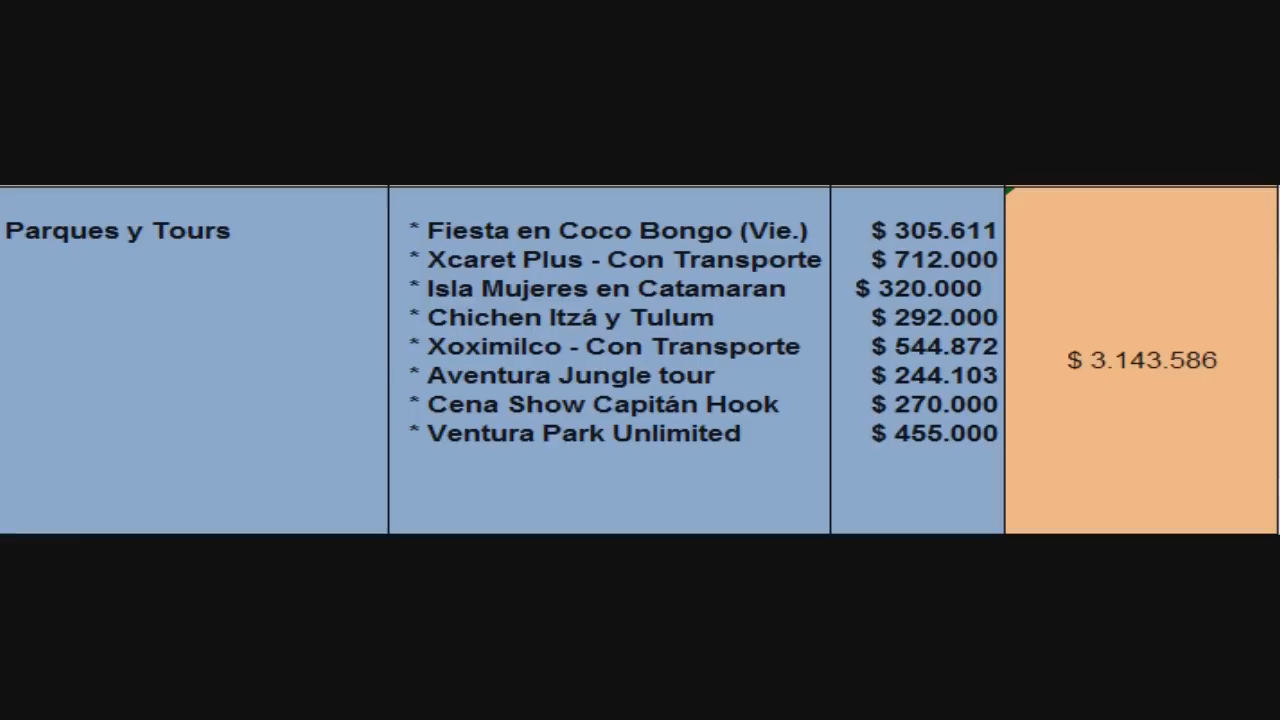 Parques y Tours
* Fiesta en Coco Bongo (Vie.) $ 305.611
* Xcaret Plus - Con Transporte $ 712.000
* Isla Mujeres en Catamaran $ 320.000
* Chichen Itzá y Tulum $ 292.000
* Xoximilco - Con Transporte $ 544.872
* Aventura Jungle tour $ 244.103
* Cena Show Capitán Hook $ 270.000
* Ventura Park Unlimited $ 455.000
$ 3.143.586